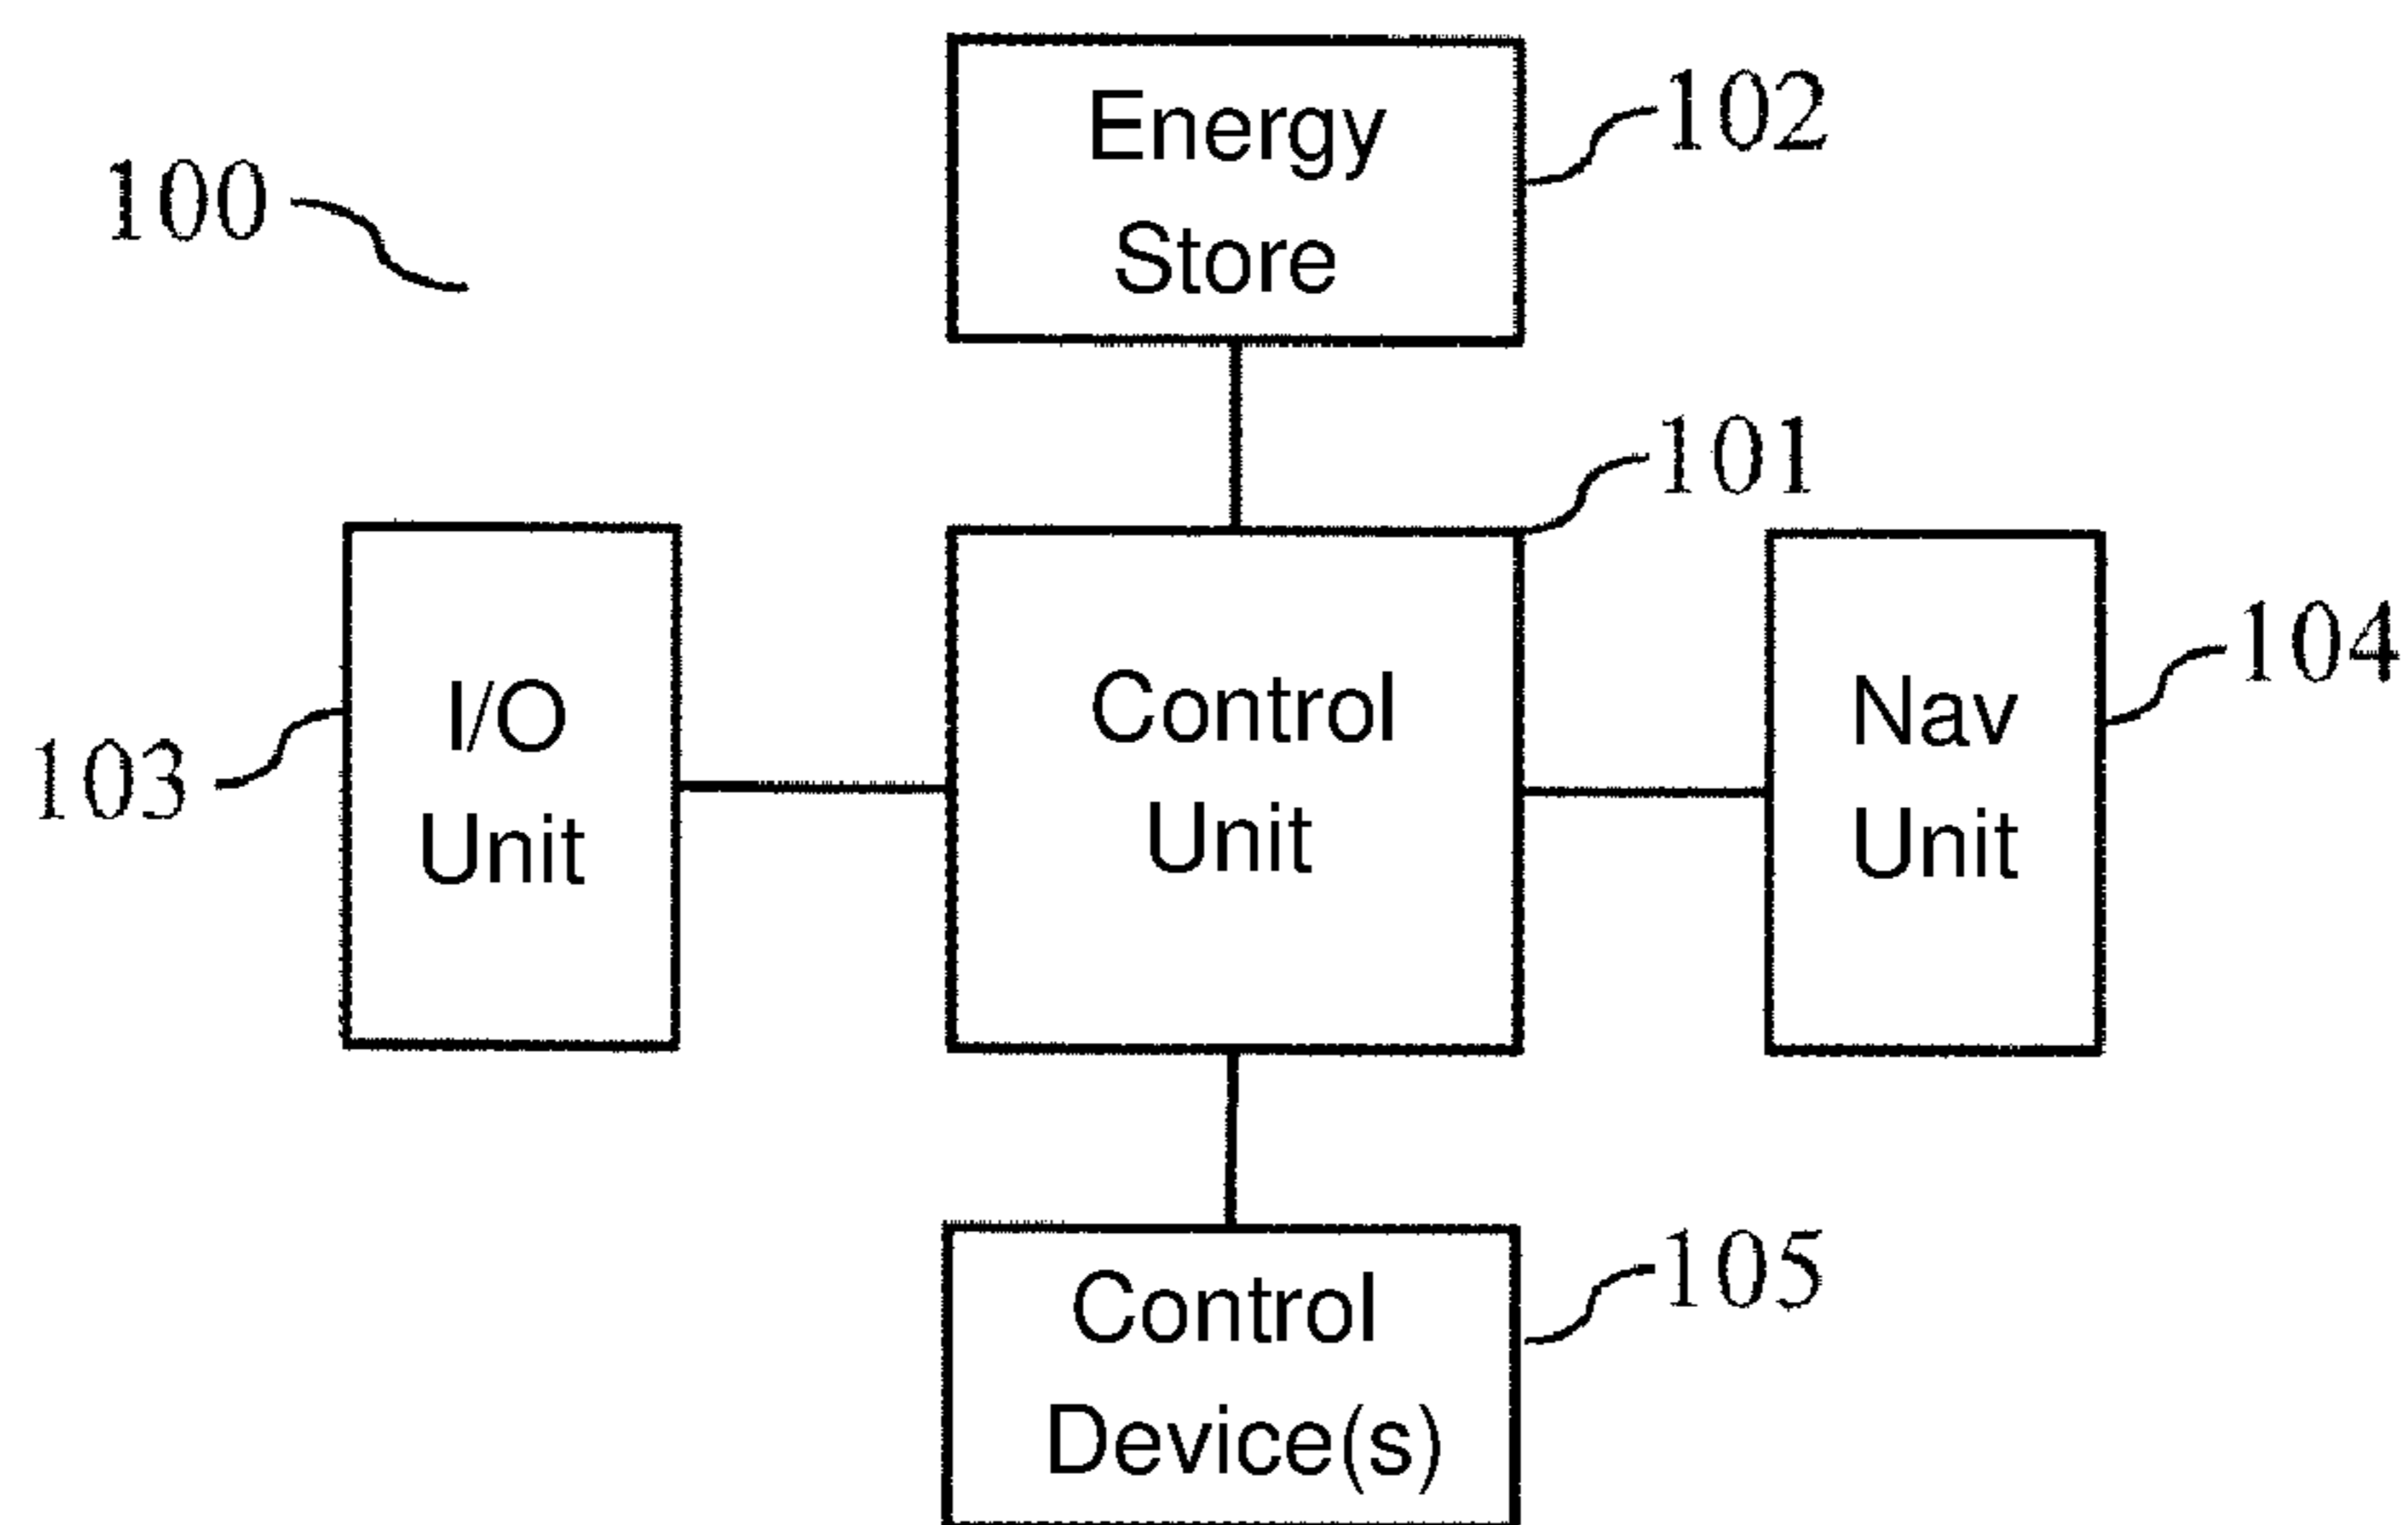 Energy
Store
102
100
101
I/O
Unit
103
Control
Unit
Nav
Unit
104
Control
Device(s)
105